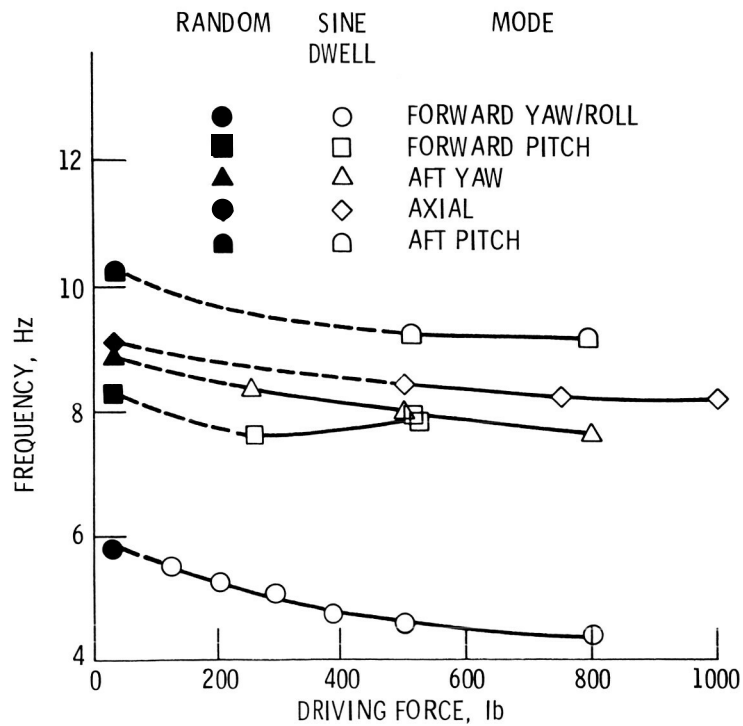 RANDOM SINE DWELL MODE
FORWARD YAW/ROLL
FORWARD PITCH
AFT YAW
AXIAL
AFT PITCH
12
10
8
6
4
FREQUENCY, Hz
0 200 400 600 800 1000
DRIVING FORCE, lb